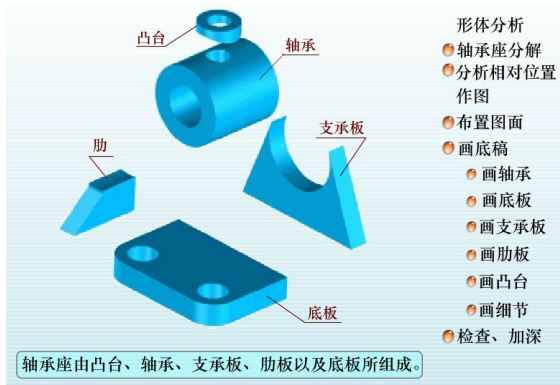 凸台
轴承
支承板
肋
底板
轴承座由凸台、轴承、支承板、肋板以及底板所组成。
形体分析
轴承座分解
分析相对位置
作图
布置图面
画底稿
画轴承
画底板
画支承板
画肋板
画凸台
画细节
检查、加深